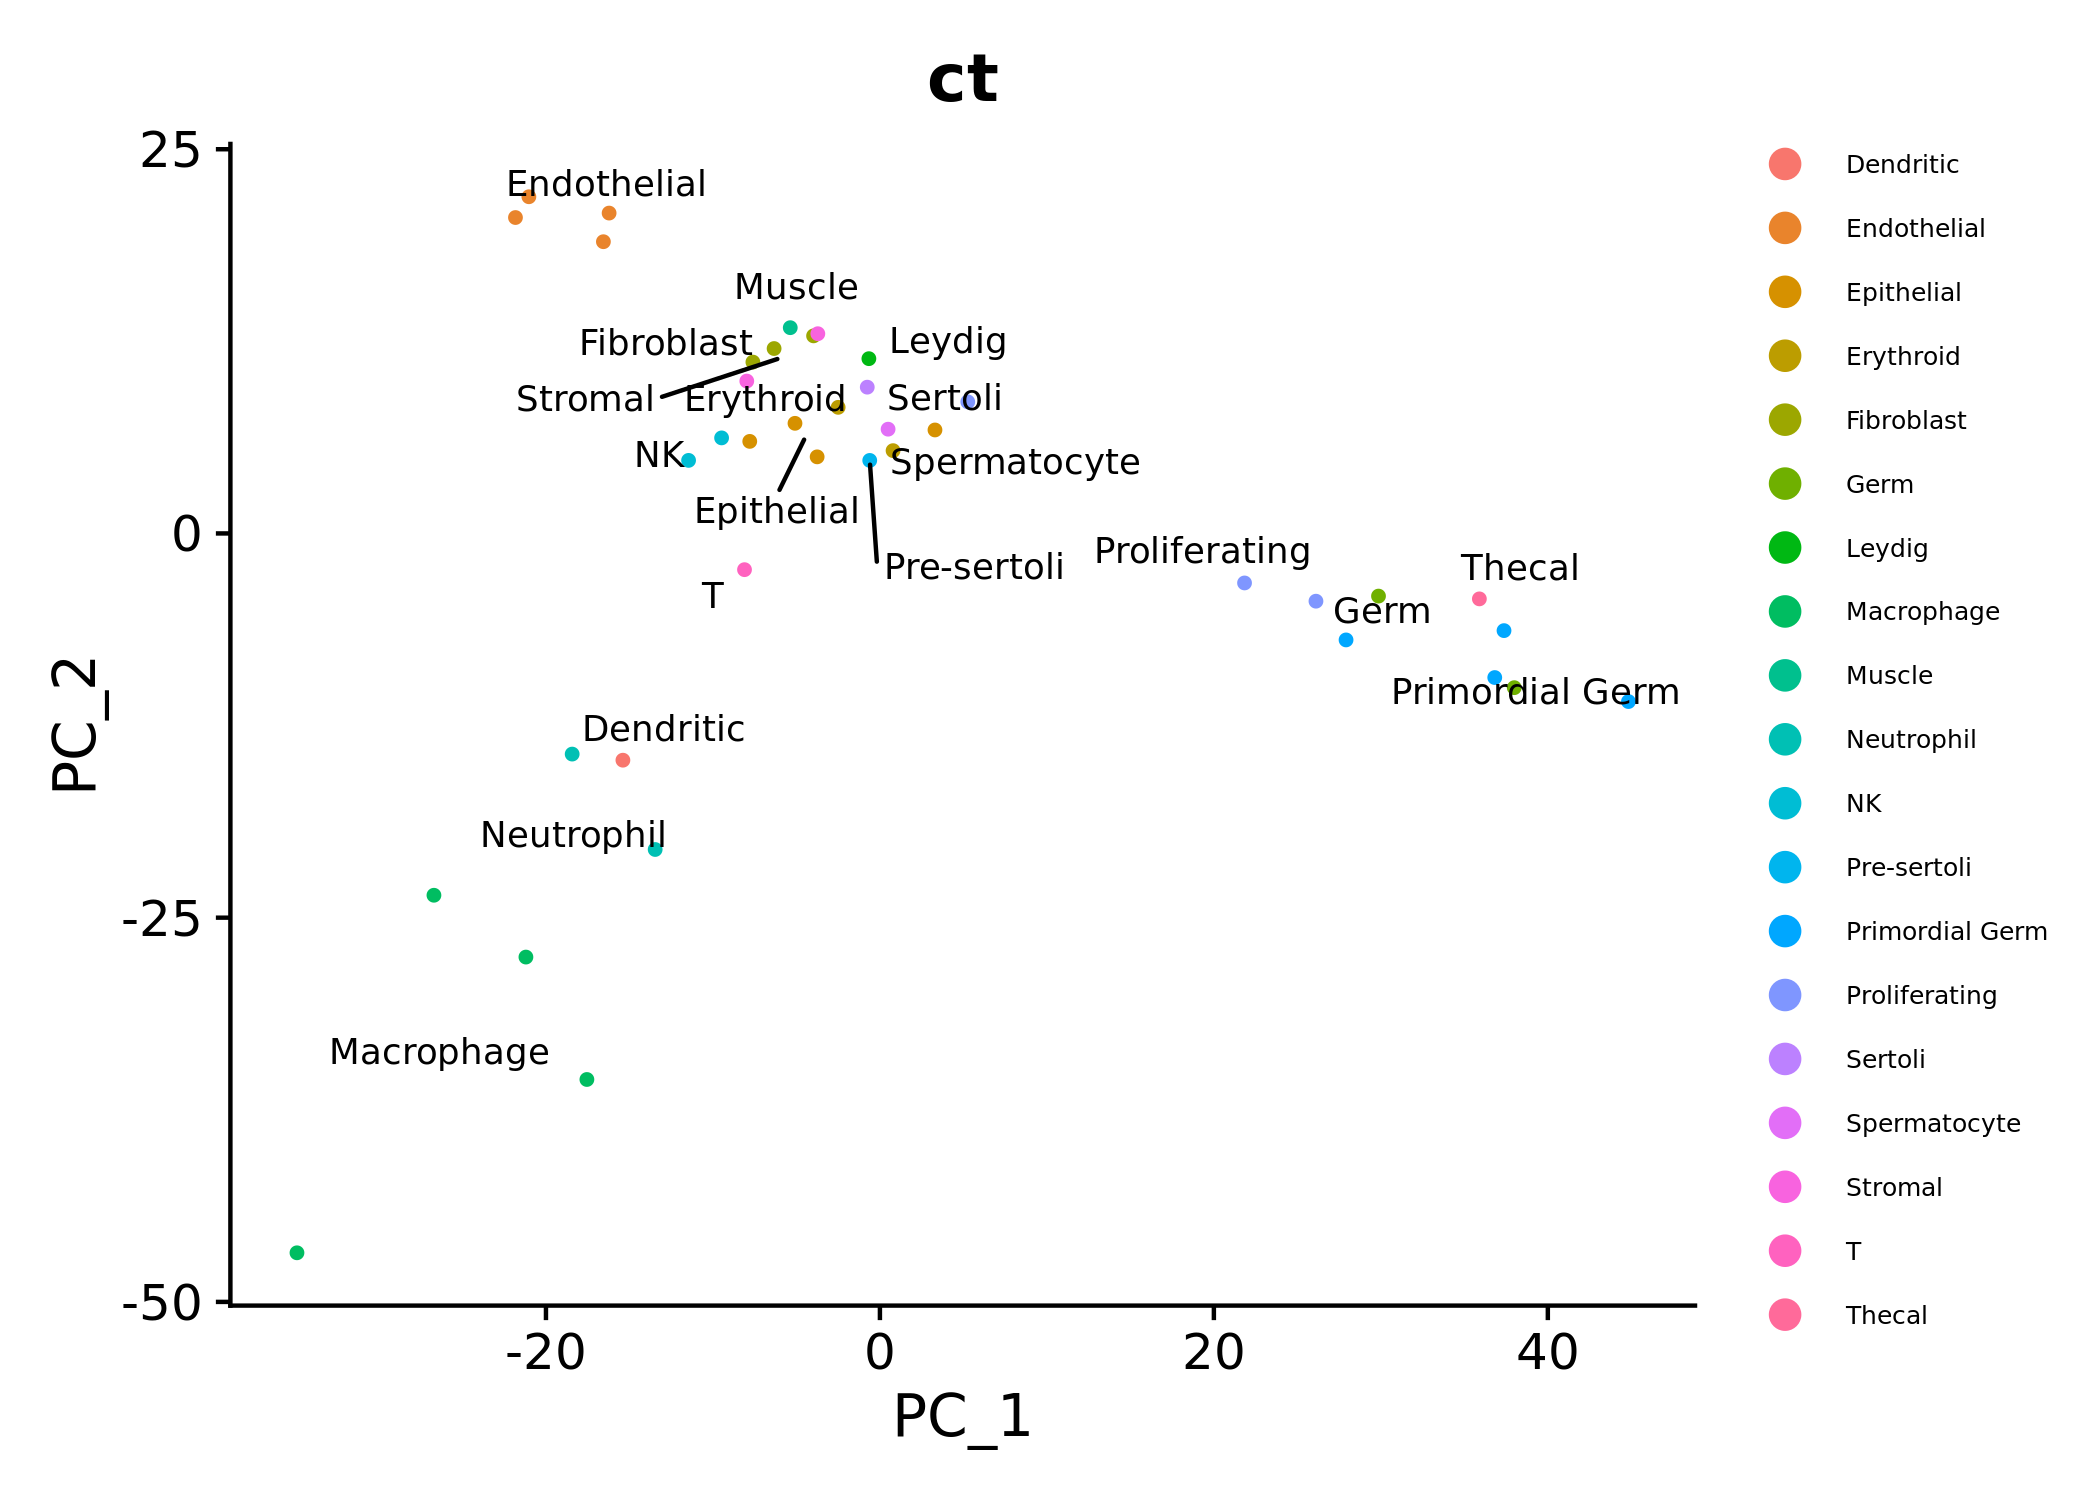 ct
25
0
-25
-50
PC_2
-20
0
20
40
PC_1
Endothelial
Muscle
Fibroblast
Leydig
Stromal
Erythroid
Sertoli
NK
Spermatocyte
Epithelial
Pre-sertoli
Proliferating
Thecal
T
Germ
Primordial Germ
Dendritic
Neutrophil
Macrophage
Dendritic
Endothelial
Epithelial
Erythroid
Fibroblast
Germ
Leydig
Macrophage
Muscle
Neutrophil
NK
Pre-sertoli
Primordial Germ
Proliferating
Sertoli
Spermatocyte
Stromal
T
Thecal